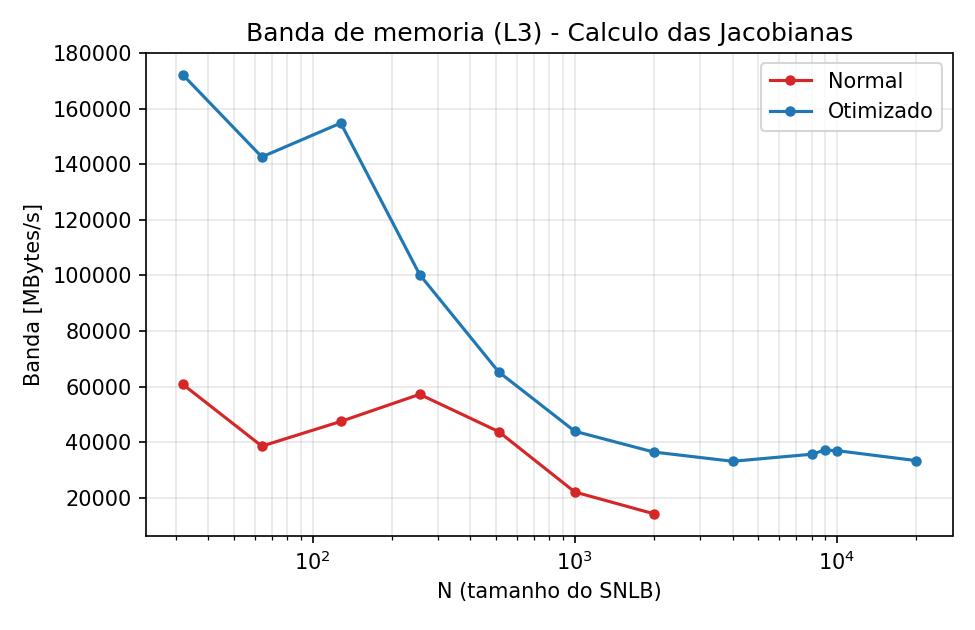 Banda de memoria (L3) - Calculo das Jacobianas
Normal
Otimizado
Banda [MBytes/s]
180000
160000
140000
120000
100000
80000
60000
40000
20000
10²
10³
10⁴
N (tamanho do SNLB)